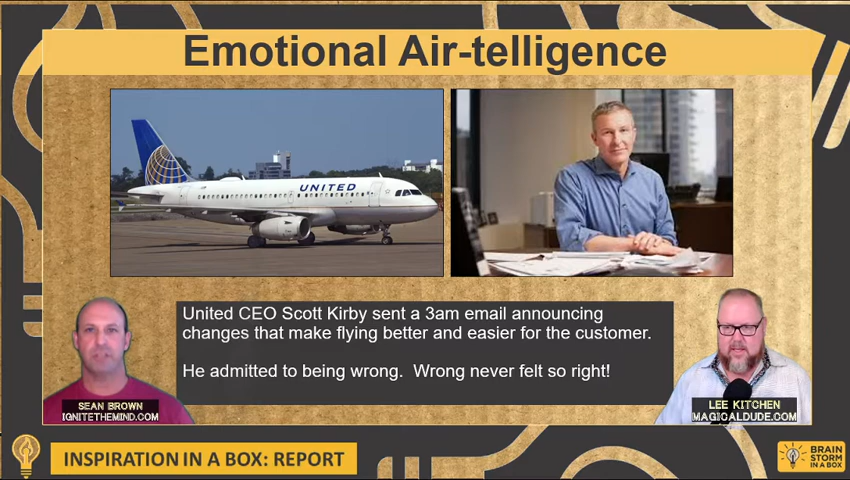 Emotional Air-telligence
UNITED
United CEO Scott Kirby sent a 3am email announcing
changes that make flying better and easier for the customer.
He admitted to being wrong.  Wrong never felt so right!
SEAN BROWN
IGNITETHEMIND.COM
LEE KITCHEN
MAGICALDUDE.COM
INSPIRATION IN A BOX: REPORT
BRAIN
STORM
IN A BOX